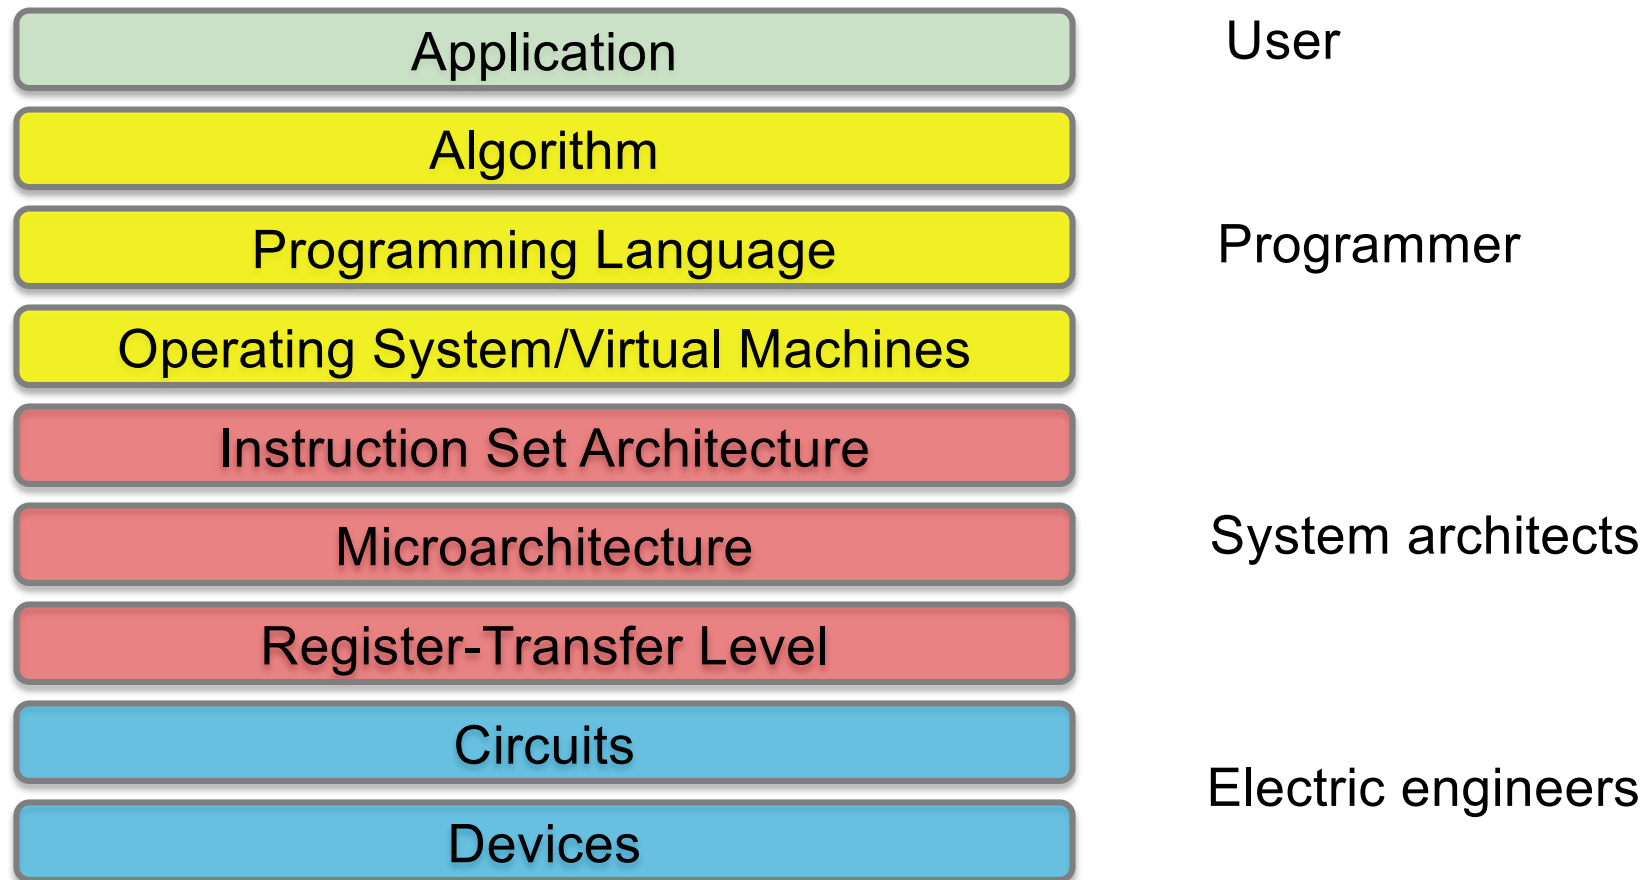 Application
User
Algorithm
Programming Language
Programmer
Operating System/Virtual Machines
Instruction Set Architecture
Microarchitecture
System architects
Register-Transfer Level
Circuits
Electric engineers
Devices